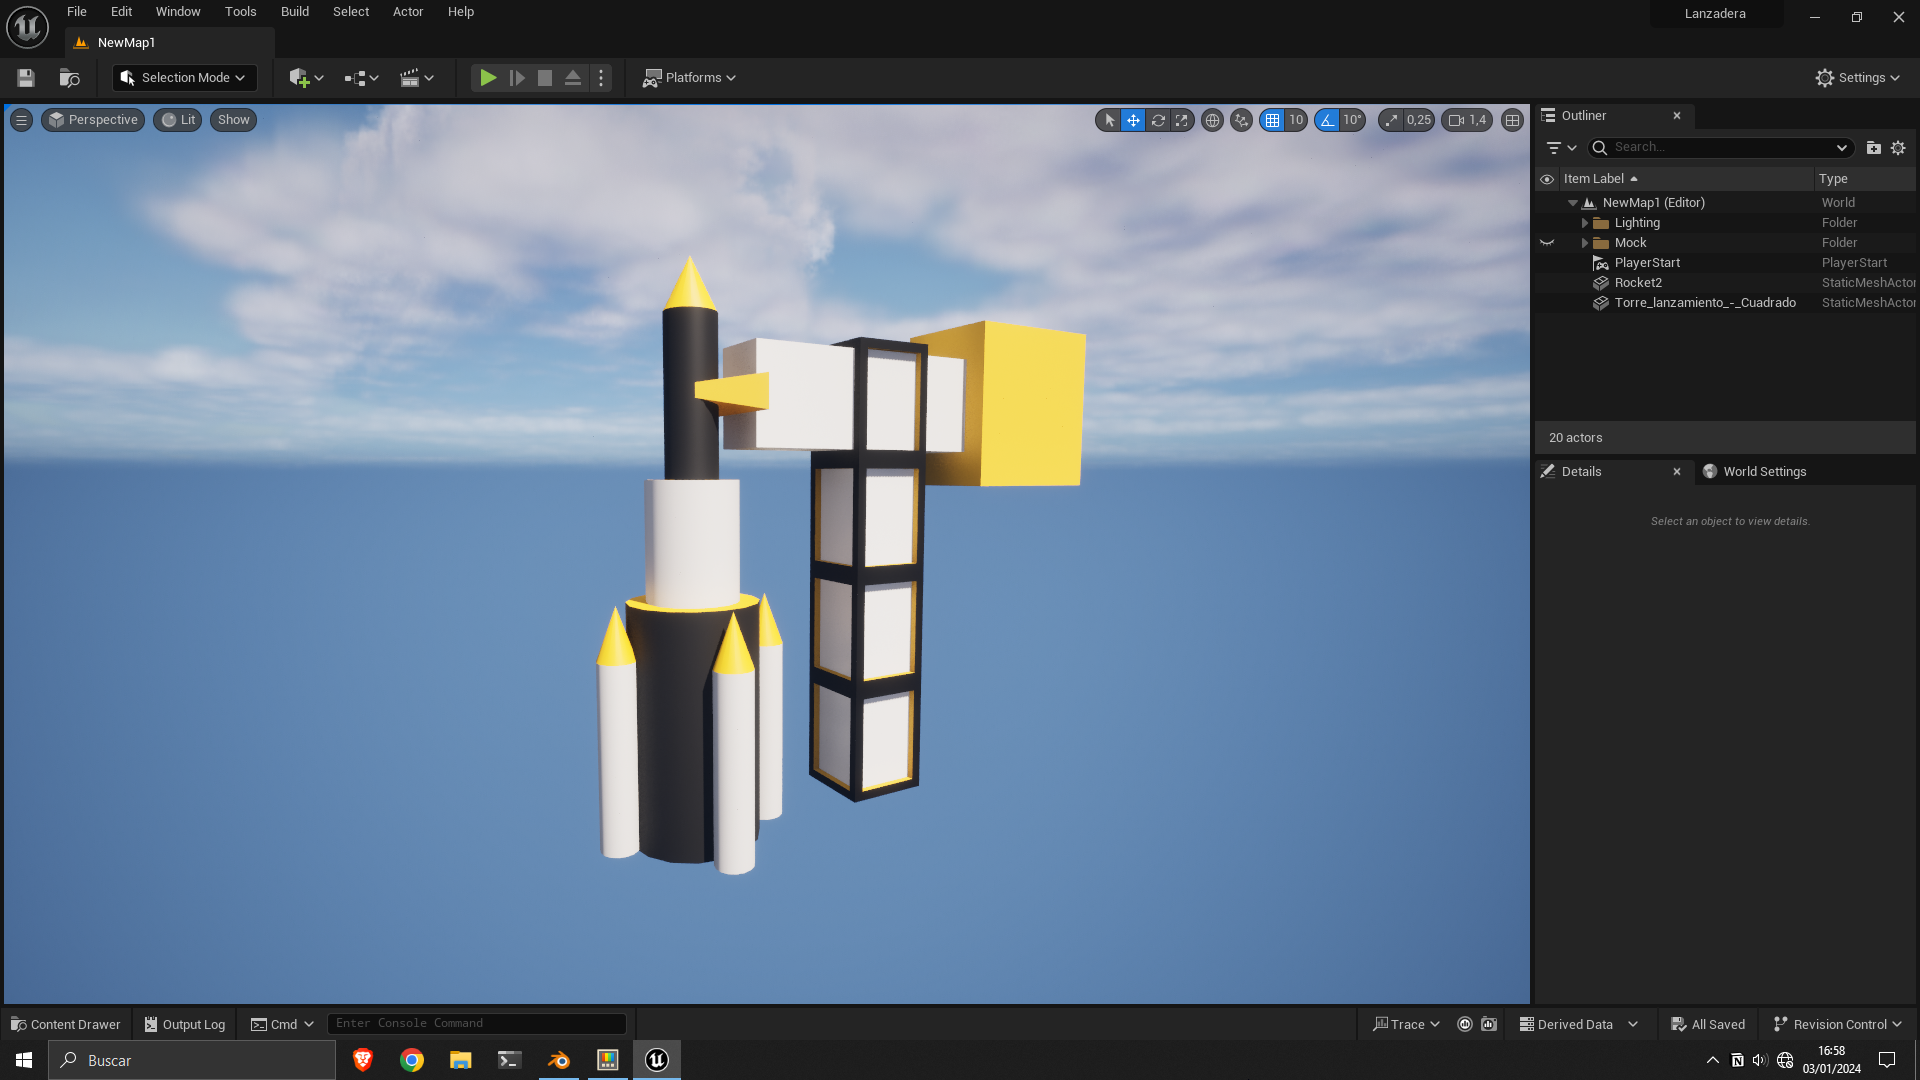 File Edit Window Tools Build Select Actor Help
Lanzadera
NewMap1
Selection Mode
Platforms
Settings
Perspective Lit Show
10 10° 0,25 1,4
Outliner
Search...
Item Label Type
NewMap1 (Editor) World
Lighting Folder
Mock Folder
PlayerStart PlayerStart
Rocket2 StaticMeshActor
Torre_lanzamiento_-_Cuadrado StaticMeshActor
20 actors
Details World Settings
Select an object to view details.
Content Drawer Output Log Cmd Enter Console Command Trace Derived Data All Saved Revision Control
Buscar
16:58
03/01/2024